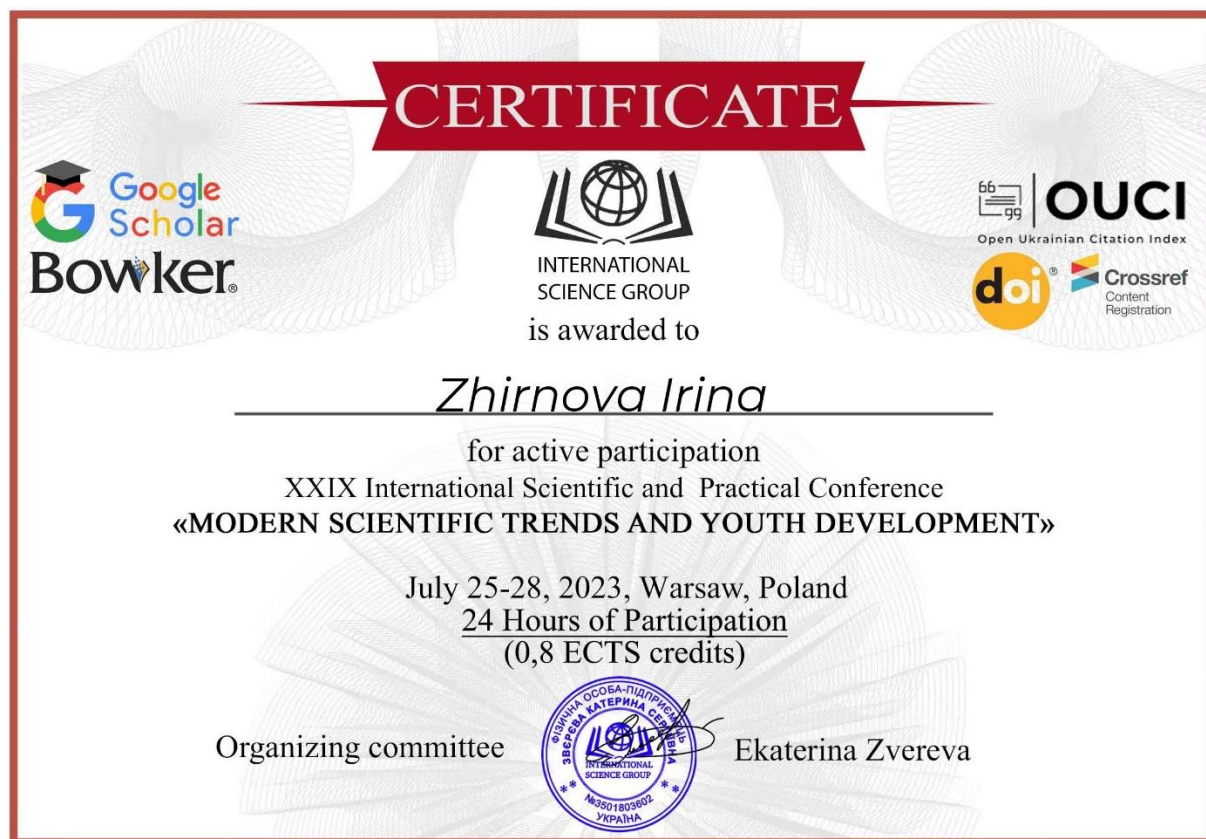 CERTIFICATE
Google
Scholar
Bowker®
INTERNATIONAL
SCIENCE GROUP
OUCI
Open Ukrainian Citation Index
doi®
Crossref
Content
Registration
is awarded to
Zhirnova Irina
for active participation
XXIX International Scientific and Practical Conference
«MODERN SCIENTIFIC TRENDS AND YOUTH DEVELOPMENT»
July 25-28, 2023, Warsaw, Poland
24 Hours of Participation
(0,8 ECTS credits)
Organizing committee
ФІЗИЧНА ОСОБА-ПІДПРИЄМЕЦЬ
ЗВЄРЄВА КАТЕРИНА СЕРГІЇВНА
INTERNATIONAL
SCIENCE GROUP
№3501803602
УКРАЇНА
Ekaterina Zvereva